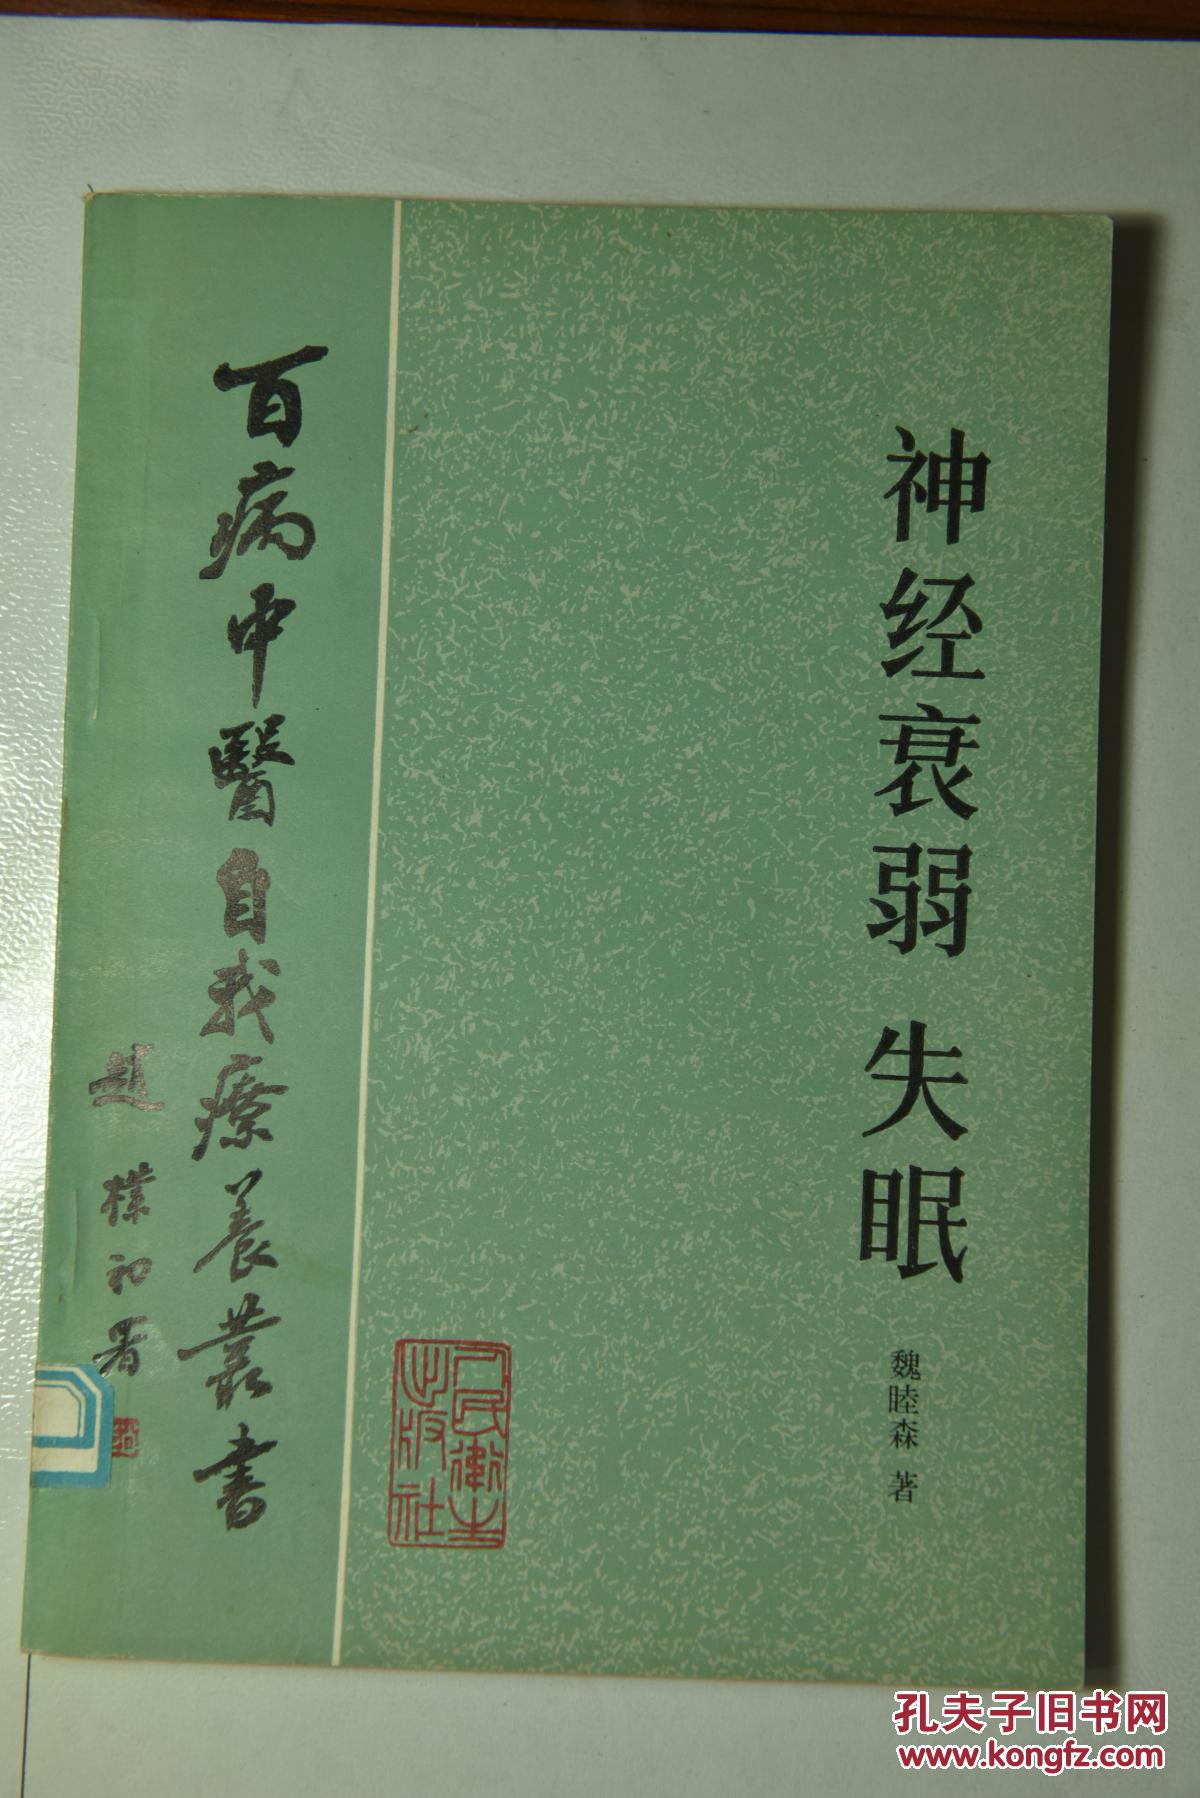 神经衰弱 失眠
魏睦森 著
百病中醫自我療養叢書
趙樸初署
人民衛生
出版社
孔夫子旧书网
www.kongfz.com